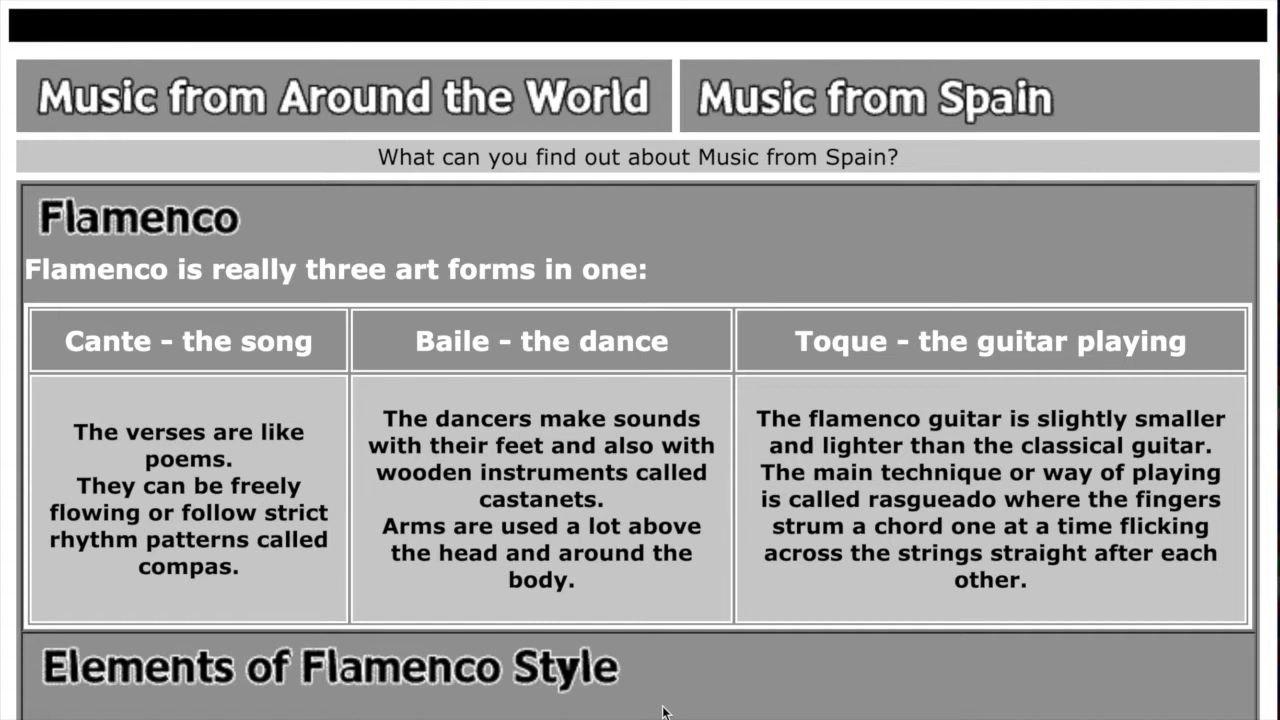 Music from Around the World
Music from Spain
What can you find out about Music from Spain?
Flamenco
Flamenco is really three art forms in one:
Cante - the song
Baile - the dance
Toque - the guitar playing
The verses are like
poems.
They can be freely
flowing or follow strict
rhythm patterns called
compas.
The dancers make sounds
with their feet and also with
wooden instruments called
castanets.
Arms are used a lot above
the head and around the
body.
The flamenco guitar is slightly smaller
and lighter than the classical guitar.
The main technique or way of playing
is called rasgueado where the fingers
strum a chord one at a time flicking
across the strings straight after each
other.
Elements of Flamenco Style